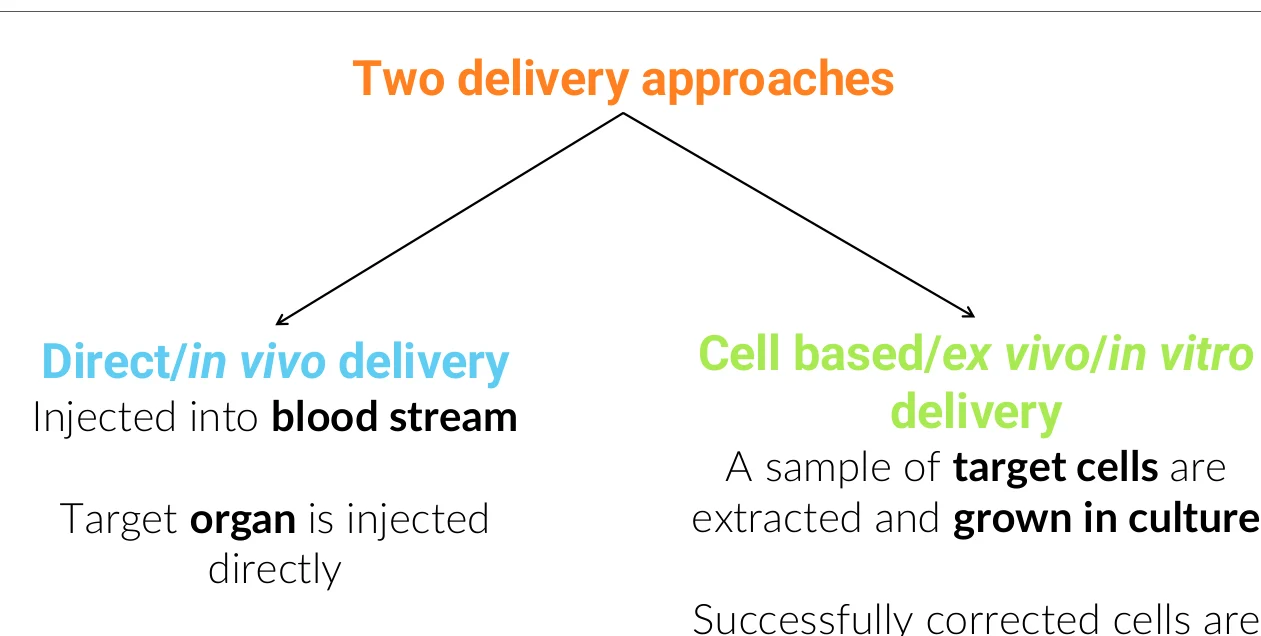 Two delivery approaches
Direct/in vivo delivery
Injected into blood stream
Target organ is injected
directly
Cell based/ex vivo/in vitro
delivery
A sample of target cells are
extracted and grown in culture
Successfully corrected cells are